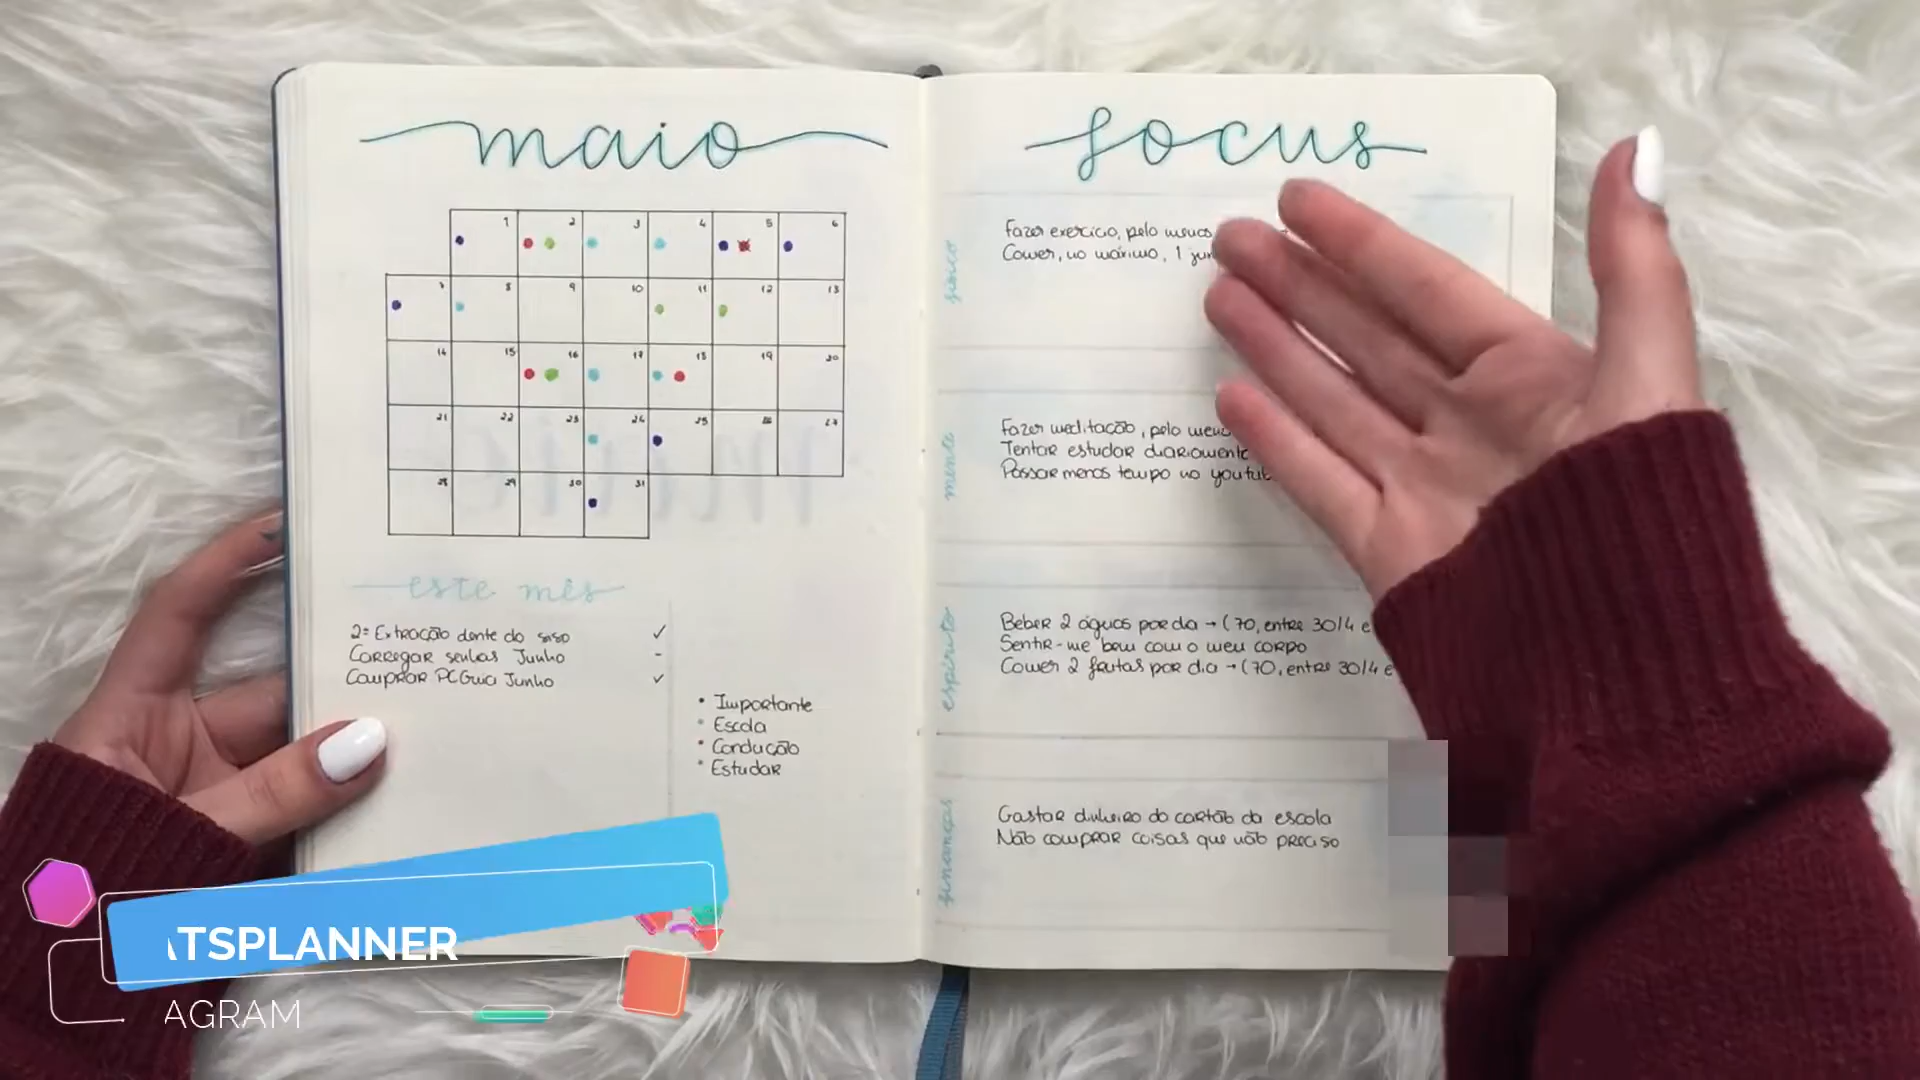 maio
1 2 3 4 5 6
7 8 9 10 11 12 13
14 15 16 17 18 19 20
21 22 23 24 25 26 27
28 29 30 31
este mês
2ª Extração dente do siso ✓
Carregar senhas Junho -
Comprar PCGuia Junho ✓
• Importante
• Escola
• Condução
• Estudar
focus
físico
Fazer exercício, pelo menos
Comer, no máximo, 1 jun
mente
Fazer meditação, pelo menos
Tentar estudar diariamente
Passar menos tempo no youtub
espírito
Beber 2 águas por dia → (70, entre 30/4 e
Sentir-me bem com o meu corpo
Comer 2 frutas por dia → (70, entre 30/4 e
finanças
Gastar dinheiro do cartão da escola
Não comprar coisas que não preciso
ATSPLANNER
AGRAM